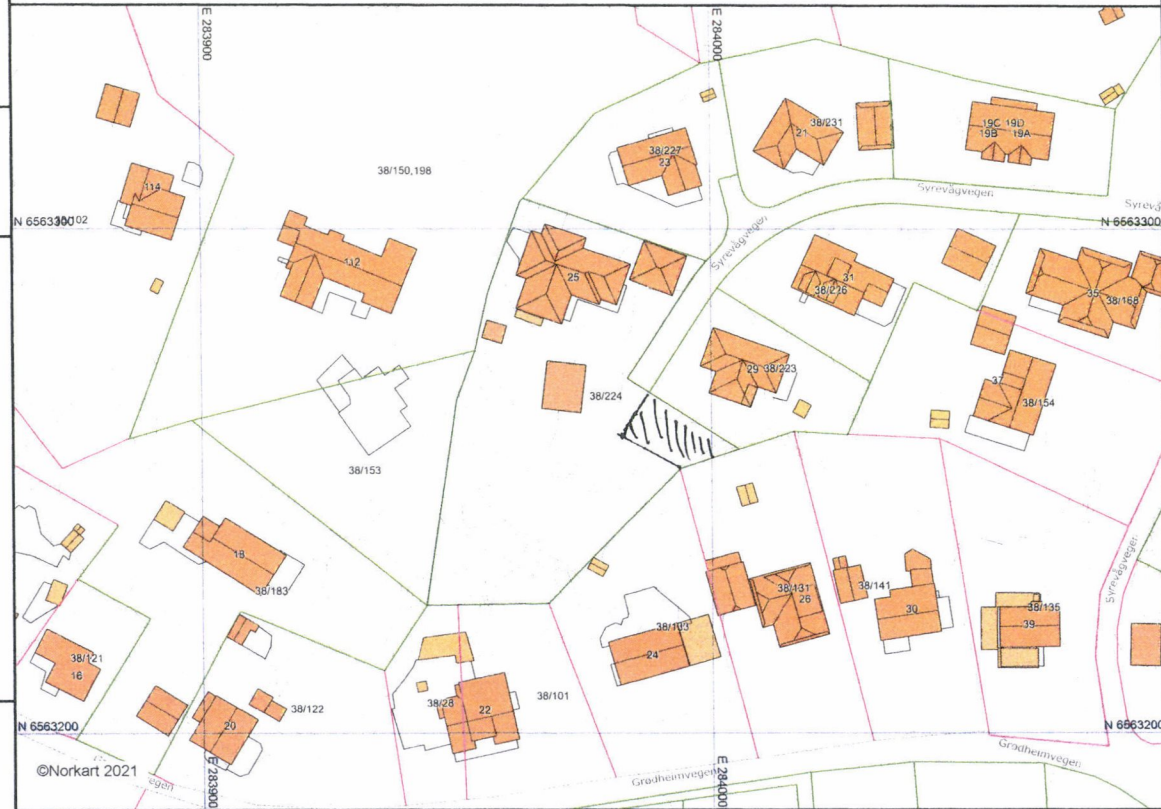 E 283900
E 284000
38/231
21
19C 19D
19B 19A
38/227
23
38/150,198
114
Syrevågvegen
N 6563300
/102
N 6563300
Syrevågvegen
112
25
31
38/226
35
38/168
29 38/223
37
38/154
38/224
38/153
18
38/183
38/131
26
38/141
30
38/135
39
Syrevågvegen
38/121
16
24
38/101
38/28
22
38/122
20
N 6563200
N 6563200
Grødheimvegen
Grødheimvegen
©Norkart 2021
E 283900
E 284000